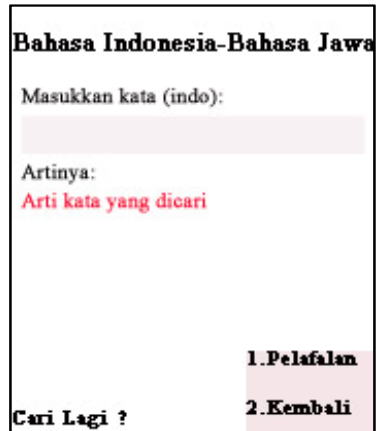 Bahasa Indonesia-Bahasa Jawa
Masukkan kata (indo):
Artinya:
Arti kata yang dicari
1.Pelafalan
2.Kembali
Cari Lagi ?